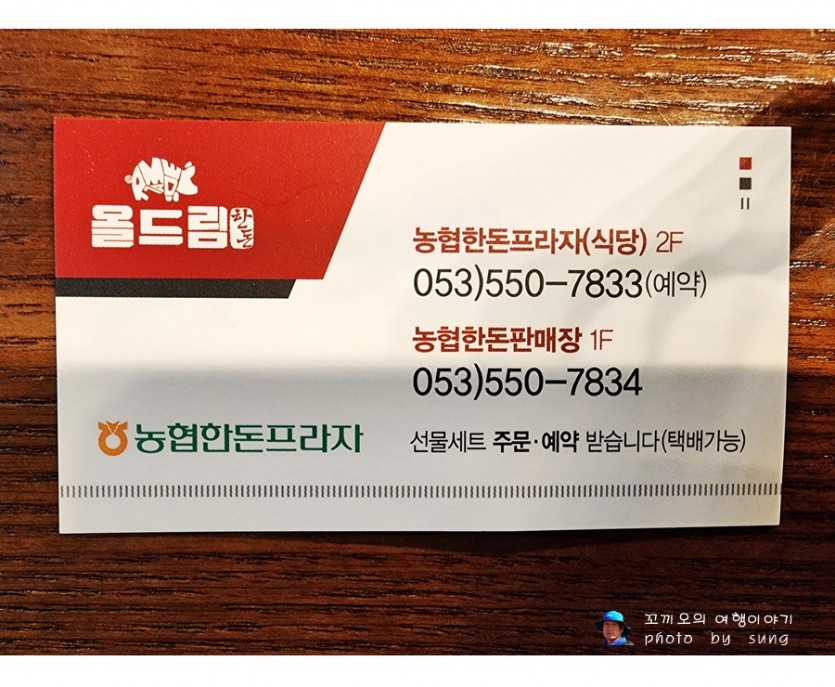 올드림 한돈
농협한돈프라자(식당) 2F
053)550-7833(예약)
농협한돈판매장 1F
053)550-7834
농협한돈프라자
선물세트 주문·예약 받습니다(택배가능)
꼬끼오의 여행이야기
photo by sung